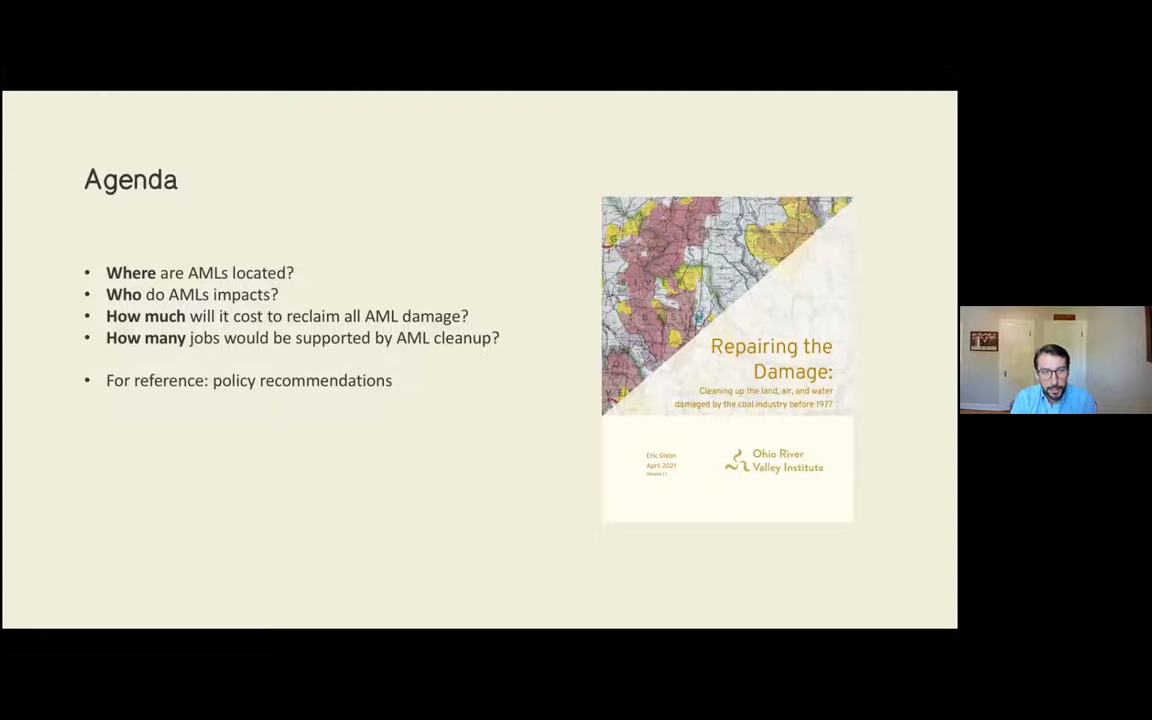 Agenda
• Where are AMLs located?
• Who do AMLs impacts?
• How much will it cost to reclaim all AML damage?
• How many jobs would be supported by AML cleanup?
• For reference: policy recommendations
Repairing the
Damage:
Cleaning up the land, air, and water
damaged by the coal industry before 1977
Eric Dixon
April 2021
Ohio River
Valley Institute